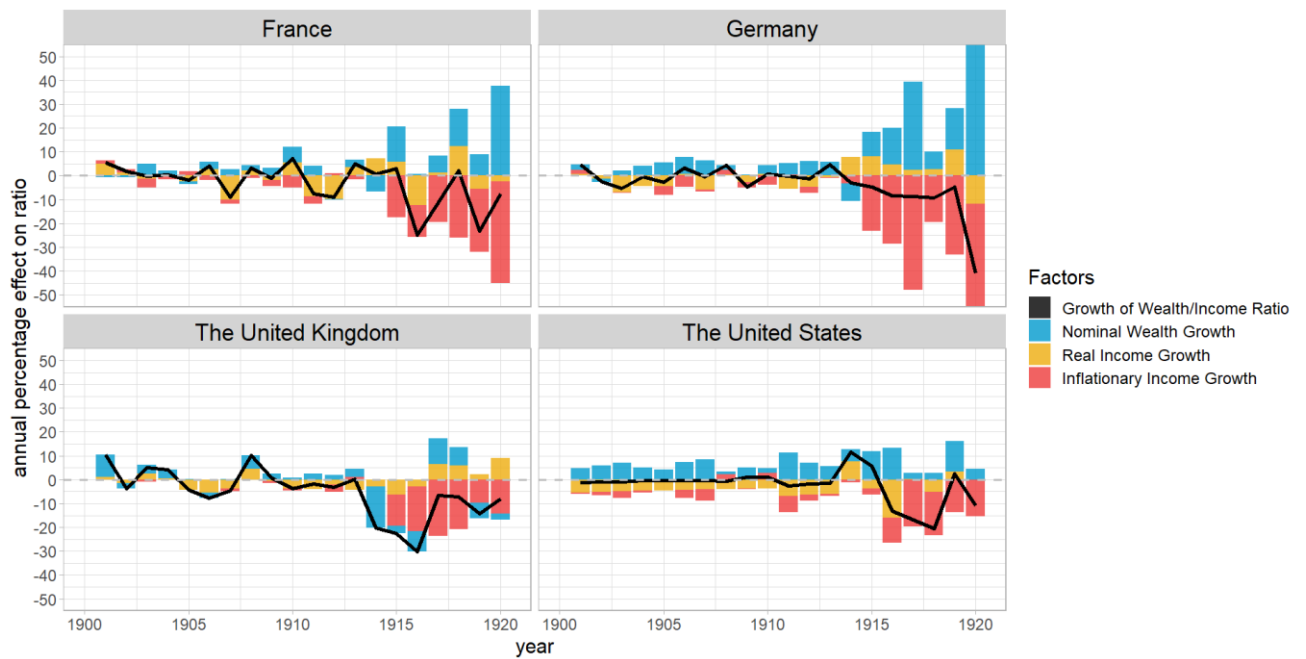 France
Germany
50
40
30
20
10
0
-10
-20
-30
-40
-50
The United Kingdom
The United States
50
40
30
20
10
0
-10
-20
-30
-40
-50
1900
1905
1910
1915
1920
1900
1905
1910
1915
1920
year
annual percentage effect on ratio
Factors
Growth of Wealth/Income Ratio
Nominal Wealth Growth
Real Income Growth
Inflationary Income Growth